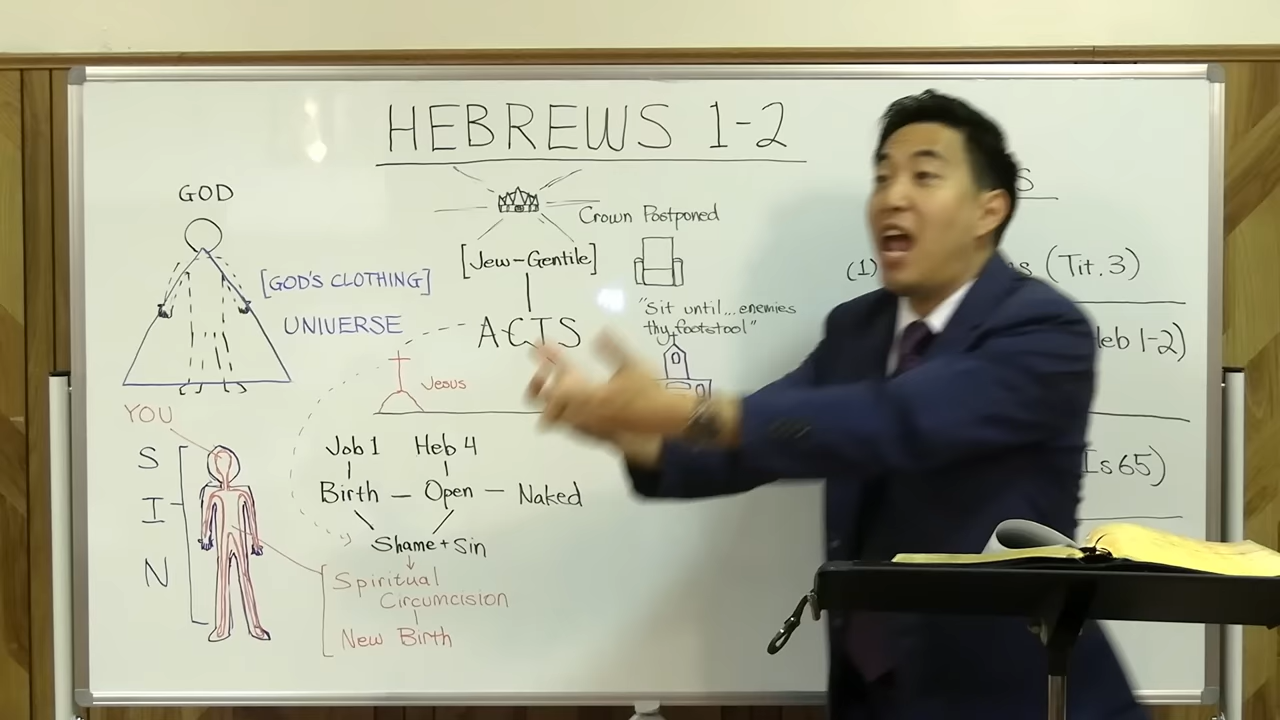 HEBREWS 1-2
GOD
Crown Postponed
[Jew-Gentile]
[GOD'S CLOTHING]
UNIVERSE
ACTS
"Sit until...enemies
thy footstool"
Jesus
YOU
S
I
N
Job 1 Heb 4
Birth - Open - Naked
Shame + Sin
Spiritual
Circumcision
New Birth
(1) (Tit. 3)
Heb 1-2)
(Is 65)